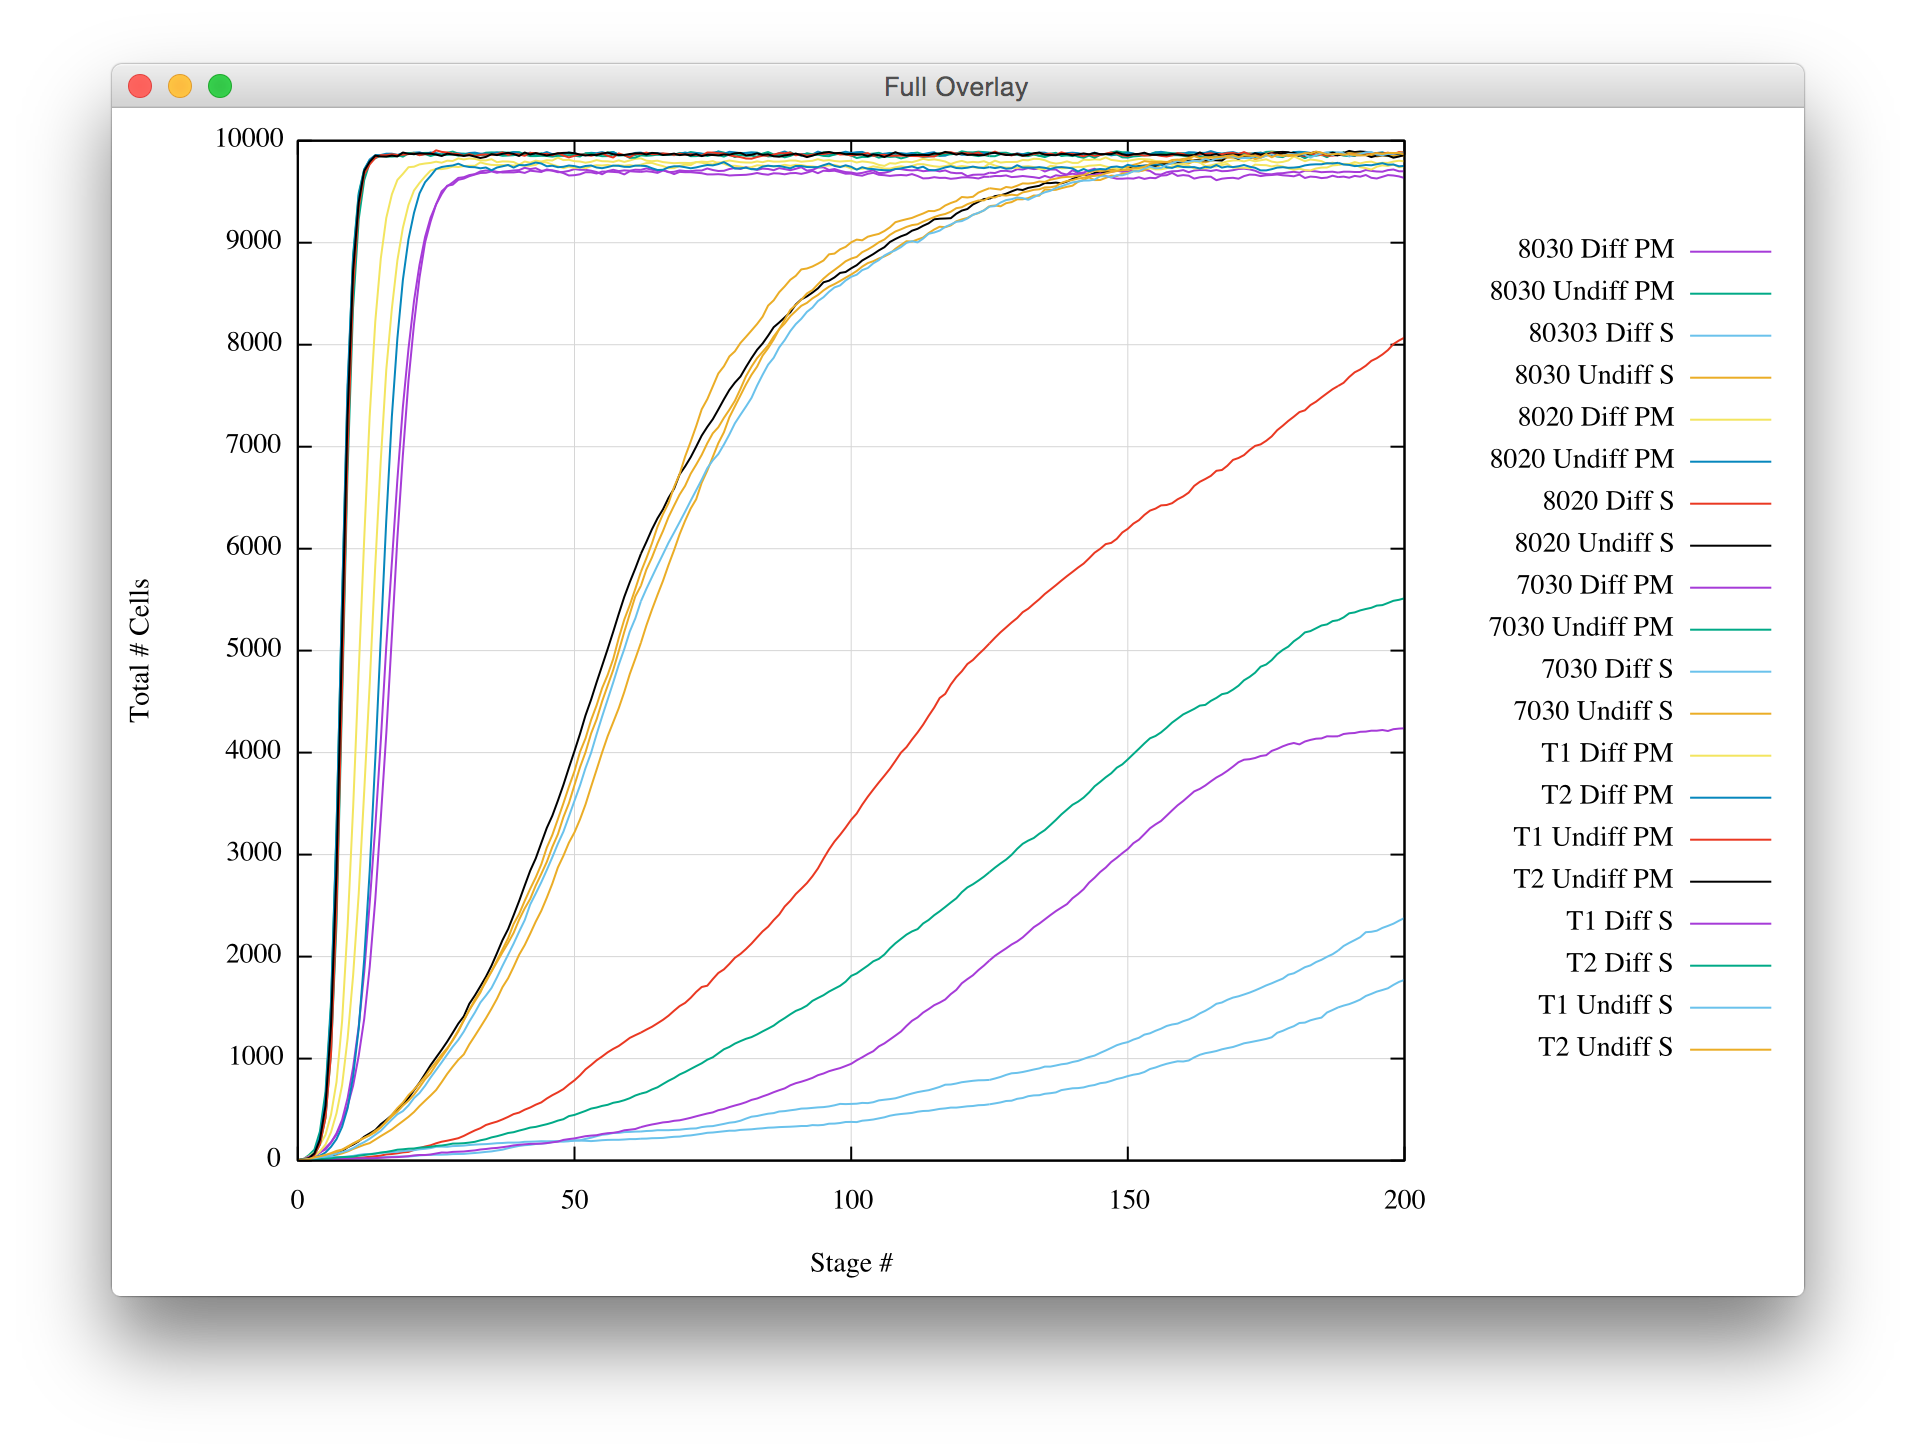 Full Overlay
10000
9000
8000
7000
6000
5000
4000
3000
2000
1000
0
Total # Cells
0 50 100 150 200
Stage #
8030 Diff PM
8030 Undiff PM
80303 Diff S
8030 Undiff S
8020 Diff PM
8020 Undiff PM
8020 Diff S
8020 Undiff S
7030 Diff PM
7030 Undiff PM
7030 Diff S
7030 Undiff S
T1 Diff PM
T2 Diff PM
T1 Undiff PM
T2 Undiff PM
T1 Diff S
T2 Diff S
T1 Undiff S
T2 Undiff S